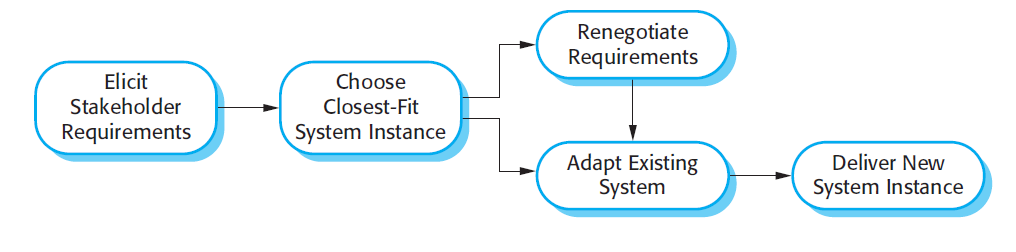 Elicit
Stakeholder
Requirements
Choose
Closest-Fit
System Instance
Renegotiate
Requirements
Adapt Existing
System
Deliver New
System Instance